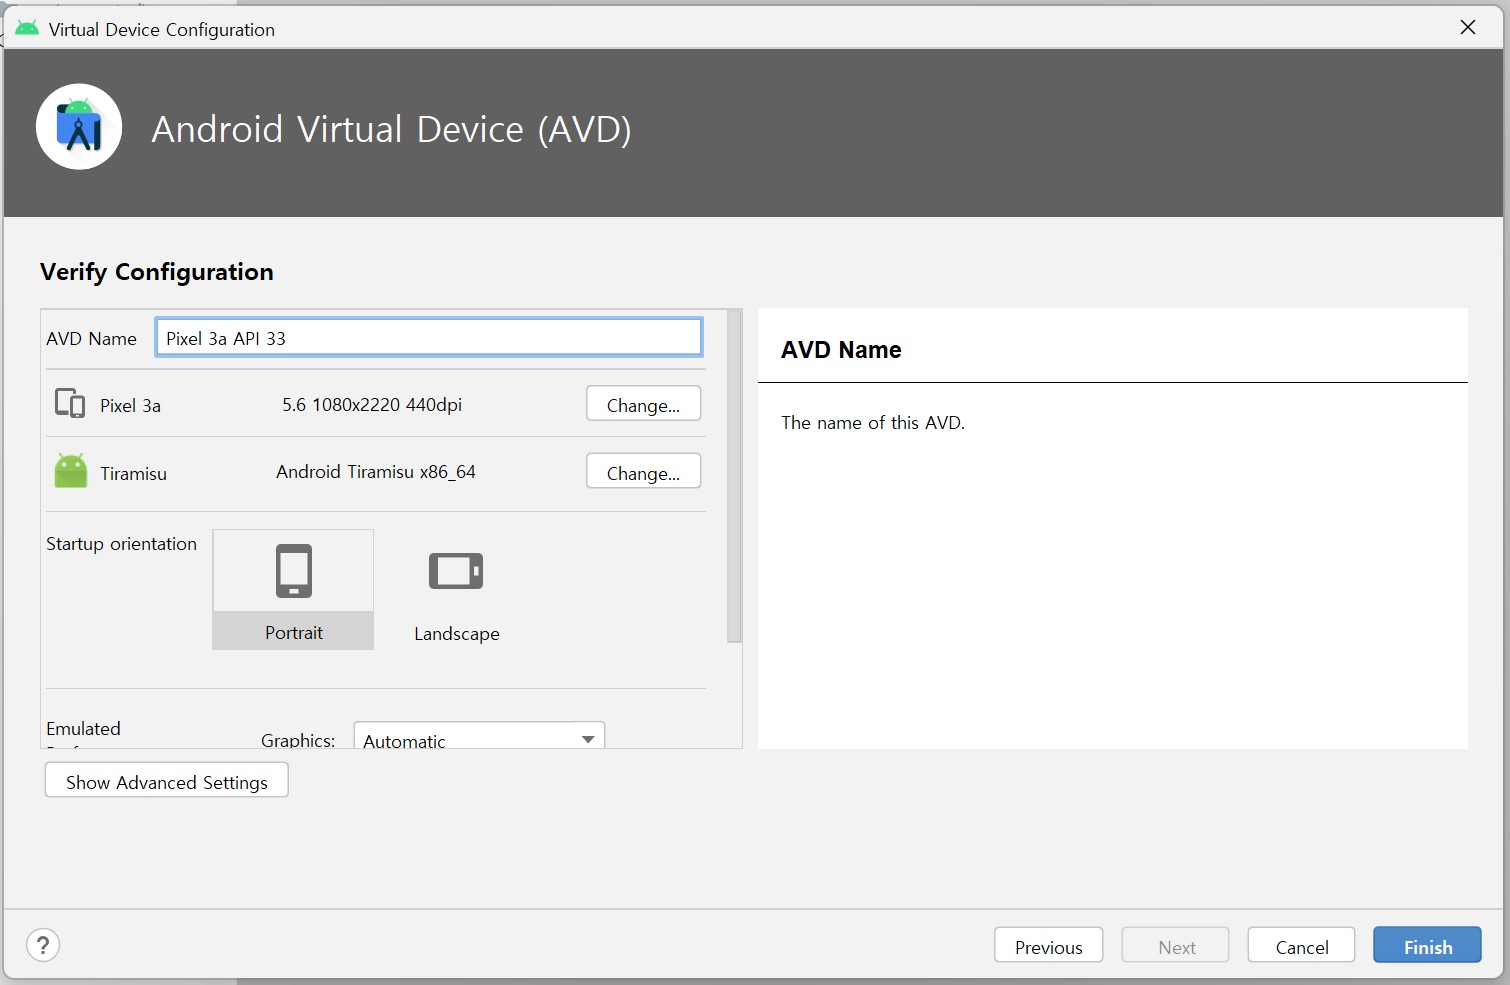 Virtual Device Configuration
Android Virtual Device (AVD)
Verify Configuration
AVD Name Pixel 3a API 33
Pixel 3a 5.6 1080x2220 440dpi Change...
Tiramisu Android Tiramisu x86_64 Change...
Startup orientation
Portrait Landscape
Emulated
Graphics: Automatic
Show Advanced Settings
AVD Name
The name of this AVD.
? Previous Next Cancel Finish